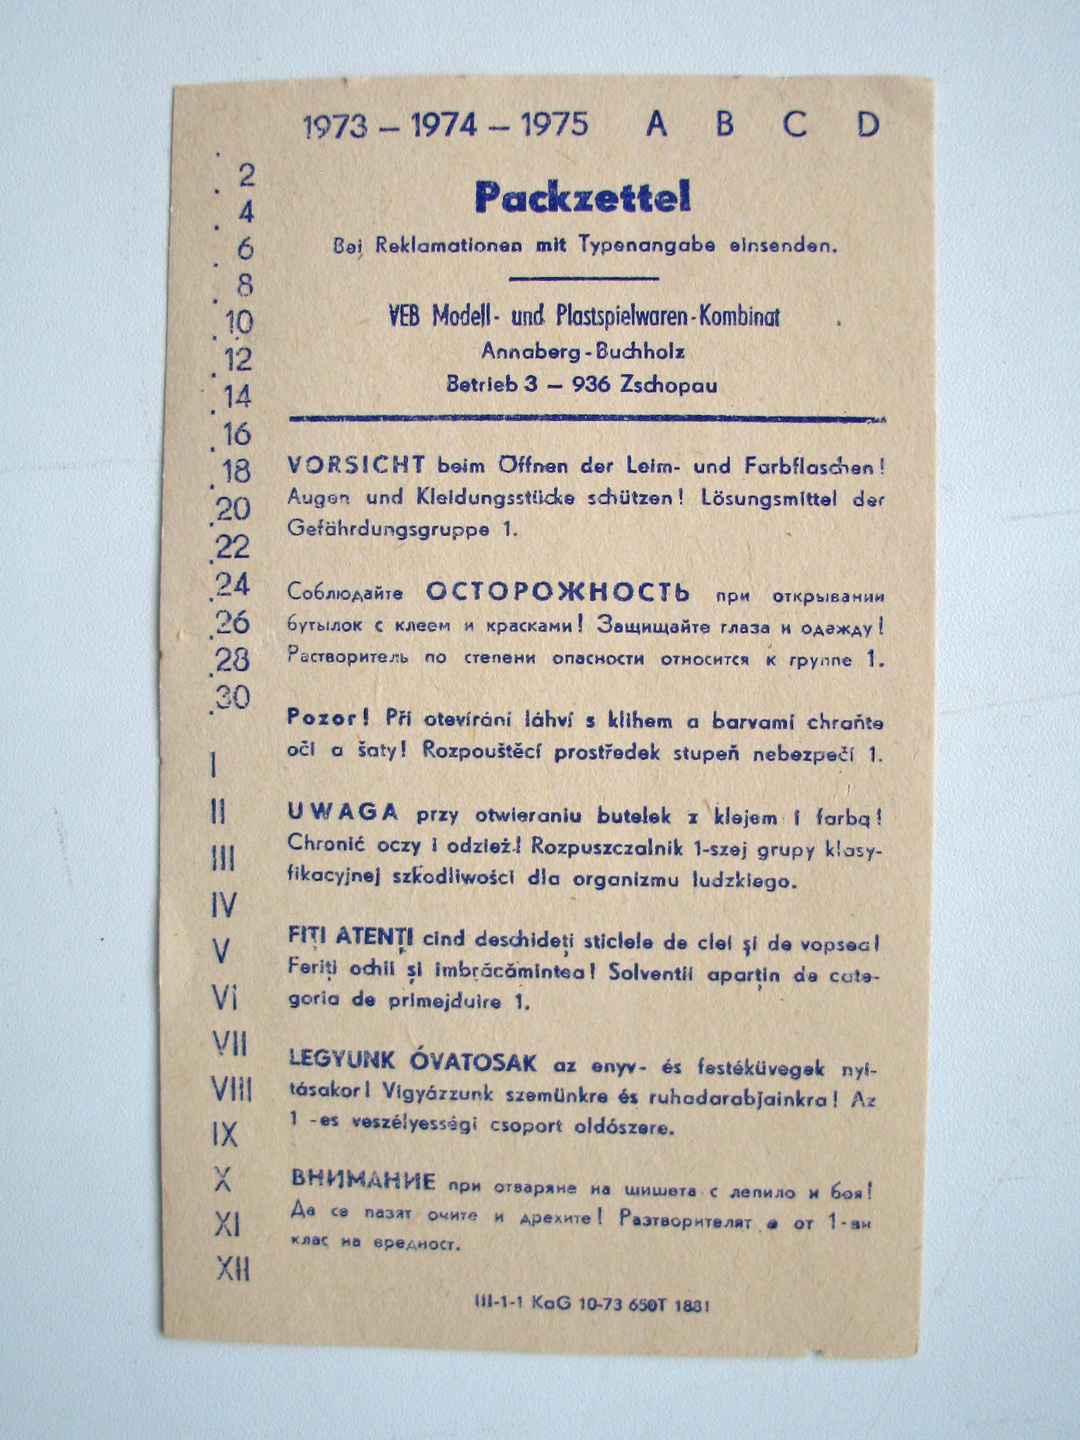 1973 – 1974 – 1975 A B C D
. 2
. 4
. 6
. 8
. 10
. 12
. 14
. 16
. 18
. 20
. 22
. 24
. 26
. 28
. 30
I
II
III
IV
V
VI
VII
VIII
IX
X
XI
XII
Packzettel
Bei Reklamationen mit Typenangabe einsenden.
VEB Modell- und Plastspielwaren-Kombinat
Annaberg-Buchholz
Betrieb 3 – 936 Zschopau
VORSICHT beim Öffnen der Leim- und Farbflaschen!
Augen und Kleidungsstücke schützen! Lösungsmittel der
Gefährdungsgruppe 1.
Соблюдайте ОСТОРОЖНОСТЬ при открывании
бутылок с клеем и красками! Защищайте глаза и одежду!
Растворитель по степени опасности относится к группе 1.
Pozor! Při otevírání láhví s klihem a barvami chraňte
oči a šaty! Rozpouštěcí prostředek stupeň nebezpečí 1.
UWAGA przy otwieraniu butelek z klejem i farbą!
Chronić oczy i odzież! Rozpuszczalnik 1-szej grupy klasy-
fikacyjnej szkodliwości dla organizmu ludzkiego.
FIȚI ATENȚI cind deschideți sticlele de clei și de vopsea!
Feriți ochii și imbrăcămintea! Solventii aparțin de cate-
goria de primejduire 1.
LEGYUNK ÓVATOSAK az enyv- és festéküvegek nyi-
tásakor! Vigyázzunk szemünkre és ruhadarabjainkra! Az
1 -es veszélyességi csoport oldószere.
ВНИМАНИЕ при отваряне на шишета с лепило и боя!
Да се пазят очите и дрехите! Разтворителят е от 1-ви
клас на вредност.
III-1-1 KaG 10-73 650T 1881